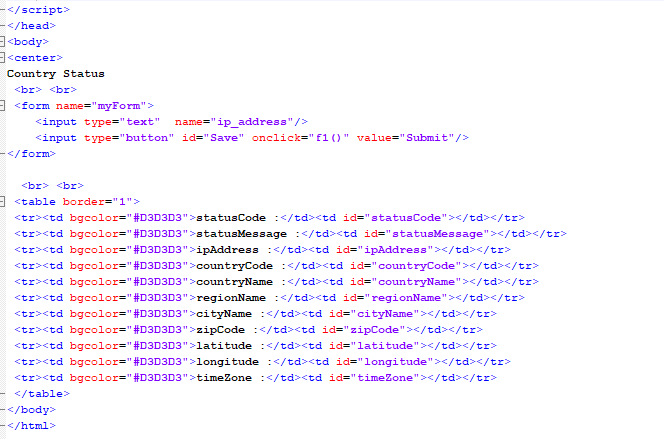 </script>
</head>
<body>
<center>
Country Status
<br> <br>
<form name="myForm">
<input type="text"  name="ip_address"/>
<input type="button" id="Save" onclick="f1()" value="Submit"/>
</form>
<br> <br>
<table border="1">
<tr><td bgcolor="#D3D3D3">statusCode :</td><td id="statusCode"></td></tr>
<tr><td bgcolor="#D3D3D3">statusMessage :</td><td id="statusMessage"></td></tr>
<tr><td bgcolor="#D3D3D3">ipAddress :</td><td id="ipAddress"></td></tr>
<tr><td bgcolor="#D3D3D3">countryCode :</td><td id="countryCode"></td></tr>
<tr><td bgcolor="#D3D3D3">countryName :</td><td id="countryName"></td></tr>
<tr><td bgcolor="#D3D3D3">regionName :</td><td id="regionName"></td></tr>
<tr><td bgcolor="#D3D3D3">cityName :</td><td id="cityName"></td></tr>
<tr><td bgcolor="#D3D3D3">zipCode :</td><td id="zipCode"></td></tr>
<tr><td bgcolor="#D3D3D3">latitude :</td><td id="latitude"></td></tr>
<tr><td bgcolor="#D3D3D3">longitude :</td><td id="longitude"></td></tr>
<tr><td bgcolor="#D3D3D3">timeZone :</td><td id="timeZone"></td></tr>
</table>
</body>
</html>